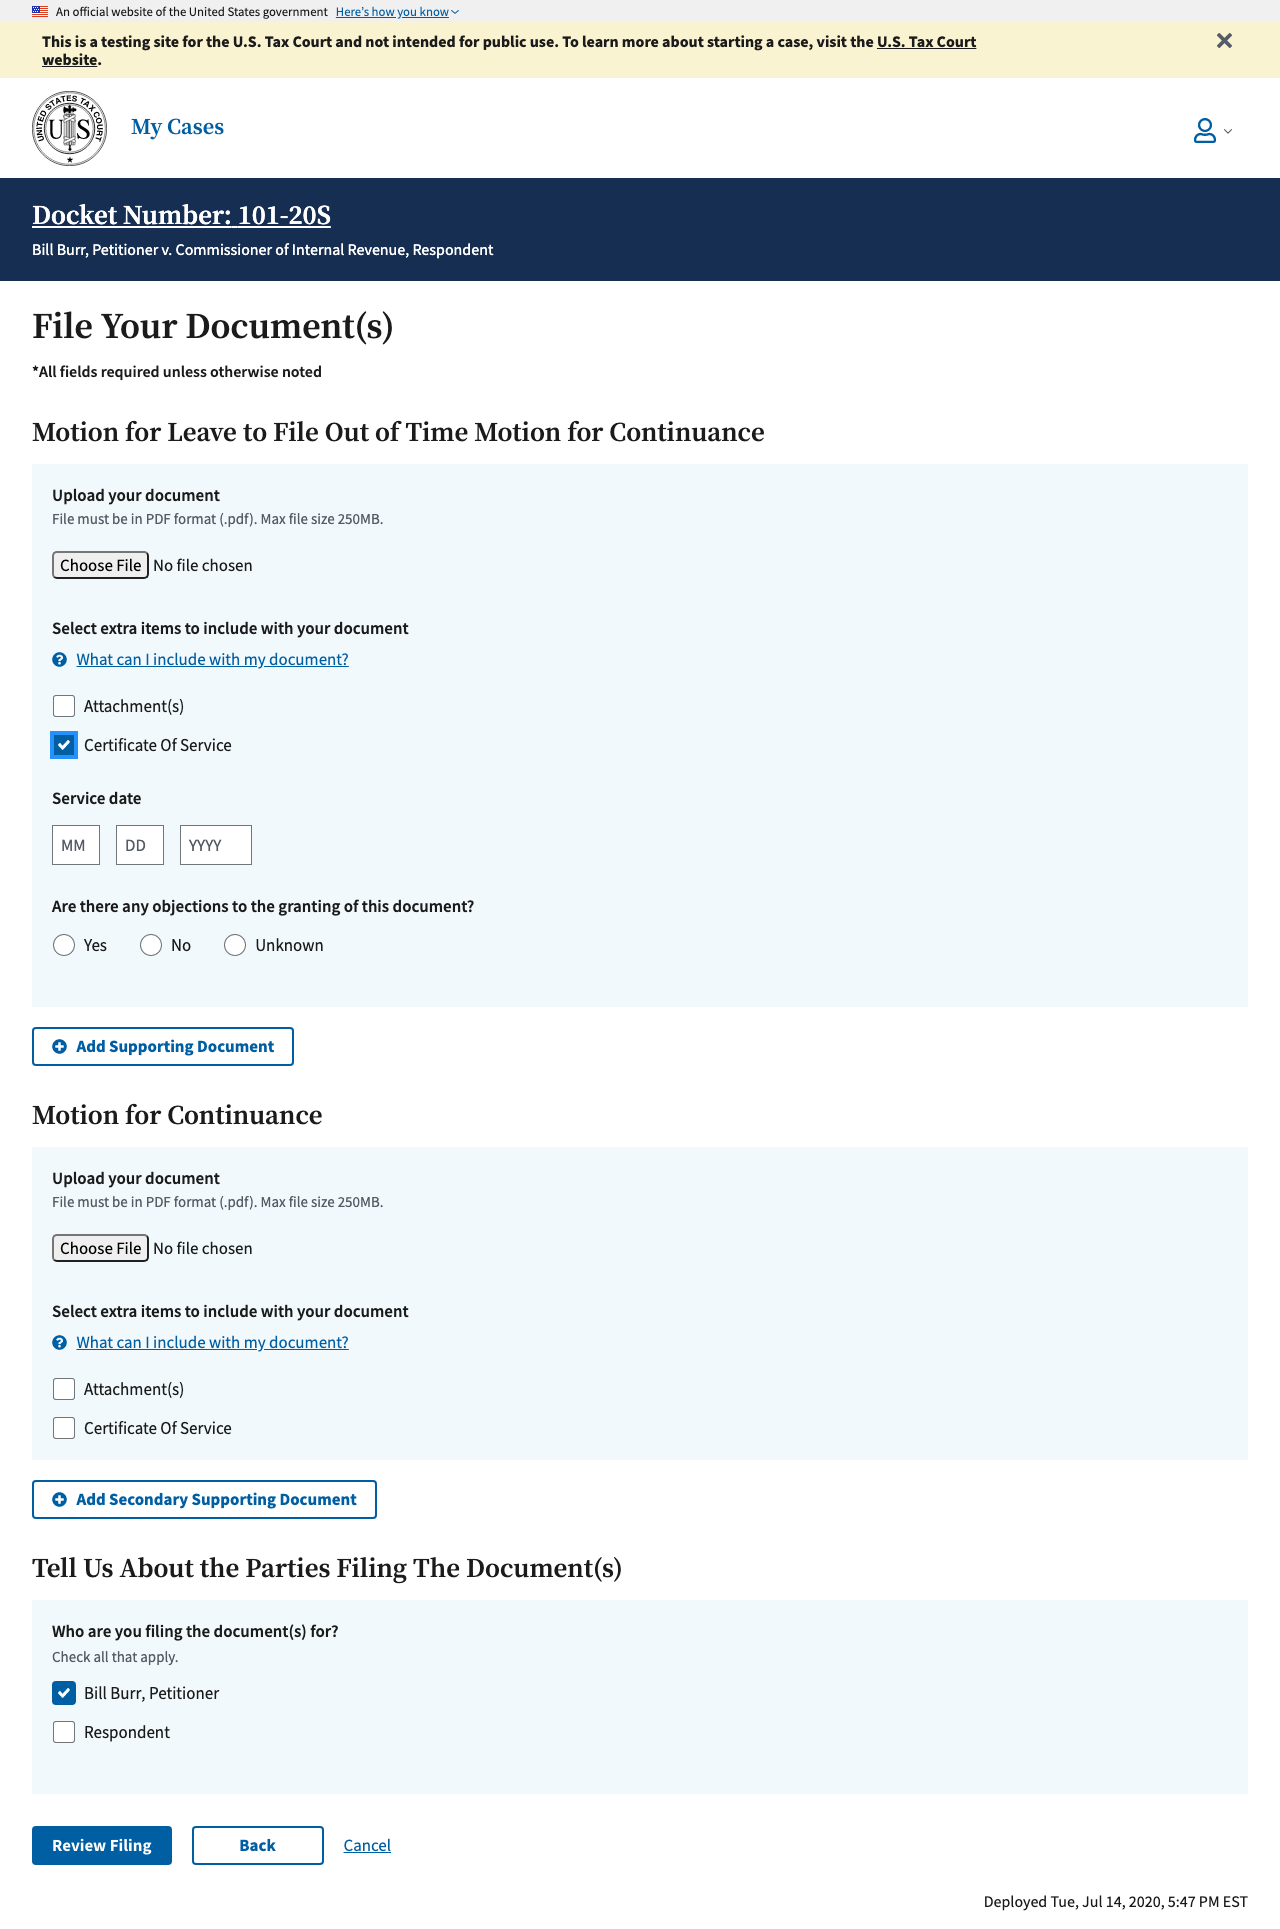 An official website of the United States government Here's how you know
This is a testing site for the U.S. Tax Court and not intended for public use. To learn more about starting a case, visit the U.S. Tax Court
website.
UNITED STATES TAX COURT
US
My Cases
Docket Number: 101-20S
Bill Burr, Petitioner v. Commissioner of Internal Revenue, Respondent
File Your Document(s)
*All fields required unless otherwise noted
Motion for Leave to File Out of Time Motion for Continuance
Upload your document
File must be in PDF format (.pdf). Max file size 250MB.
Choose File No file chosen
Select extra items to include with your document
What can I include with my document?
Attachment(s)
Certificate Of Service
Service date
MM DD YYYY
Are there any objections to the granting of this document?
Yes No Unknown
Add Supporting Document
Motion for Continuance
Upload your document
File must be in PDF format (.pdf). Max file size 250MB.
Choose File No file chosen
Select extra items to include with your document
What can I include with my document?
Attachment(s)
Certificate Of Service
Add Secondary Supporting Document
Tell Us About the Parties Filing The Document(s)
Who are you filing the document(s) for?
Check all that apply.
Bill Burr, Petitioner
Respondent
Review Filing Back Cancel
Deployed Tue, Jul 14, 2020, 5:47 PM EST